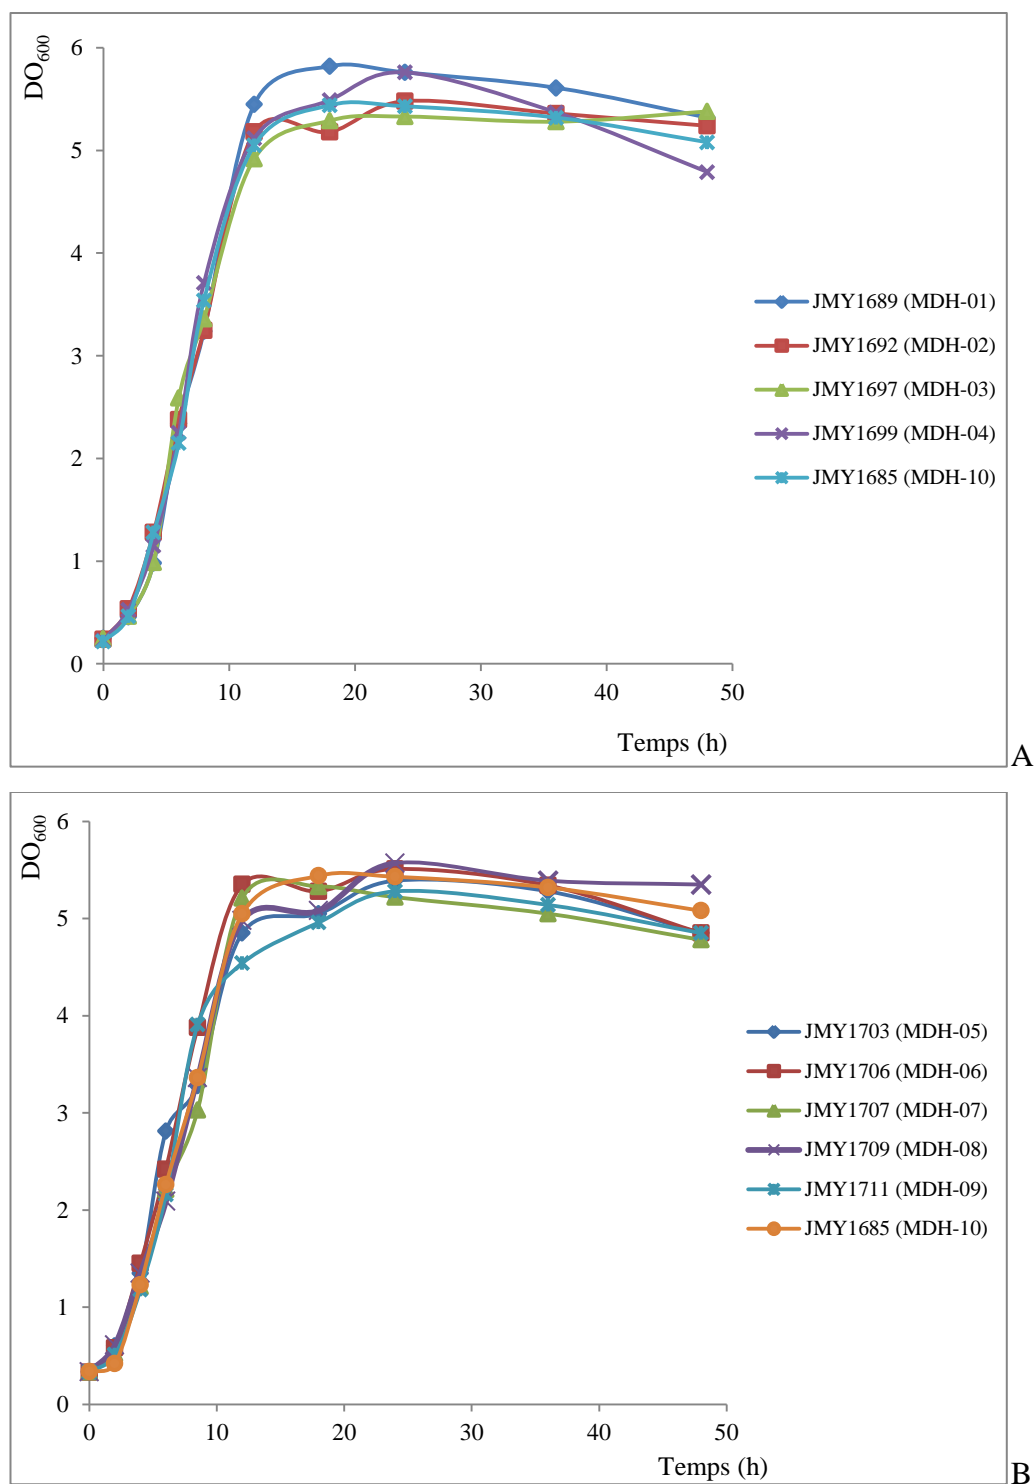 DO600
6
5
4
3
2
1
0
0 10 20 30 40 50
Temps (h)
JMY1689 (MDH-01)
JMY1692 (MDH-02)
JMY1697 (MDH-03)
JMY1699 (MDH-04)
JMY1685 (MDH-10)
A
DO600
6
5
4
3
2
1
0
0 10 20 30 40 50
Temps (h)
JMY1703 (MDH-05)
JMY1706 (MDH-06)
JMY1707 (MDH-07)
JMY1709 (MDH-08)
JMY1711 (MDH-09)
JMY1685 (MDH-10)
B